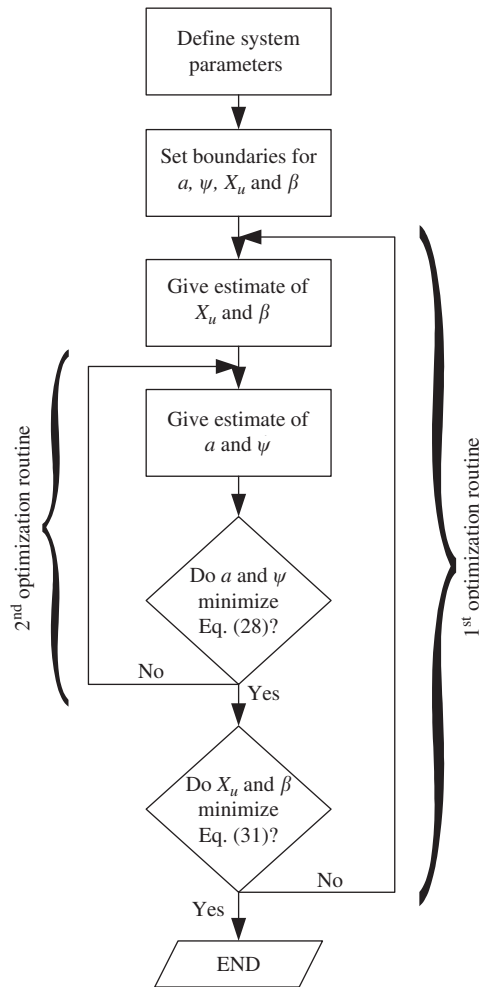 Define system
parameters
Set boundaries for
a, ψ, Xᵤ and β
Give estimate of
Xᵤ and β
Give estimate of
a and ψ
Do a and ψ
minimize
Eq. (28)?
No
Yes
Do Xᵤ and β
minimize
Eq. (31)?
No
Yes
END
2ⁿᵈ optimization routine
1ˢᵗ optimization routine